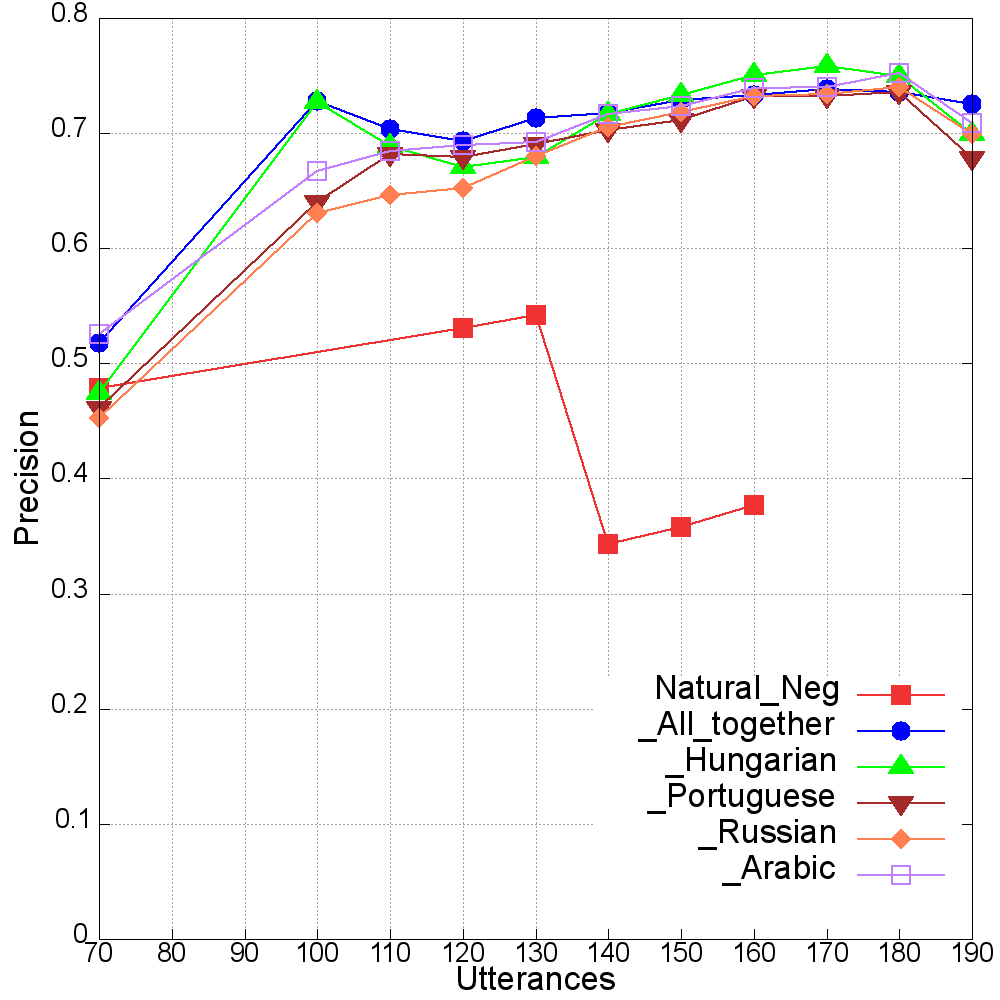 0.8
0.7
0.6
0.5
0.4
0.3
0.2
0.1
0
Precision
70 80 90 100 110 120 130 140 150 160 170 180 190
Utterances
Natural_Neg
_All_together
_Hungarian
_Portuguese
_Russian
_Arabic